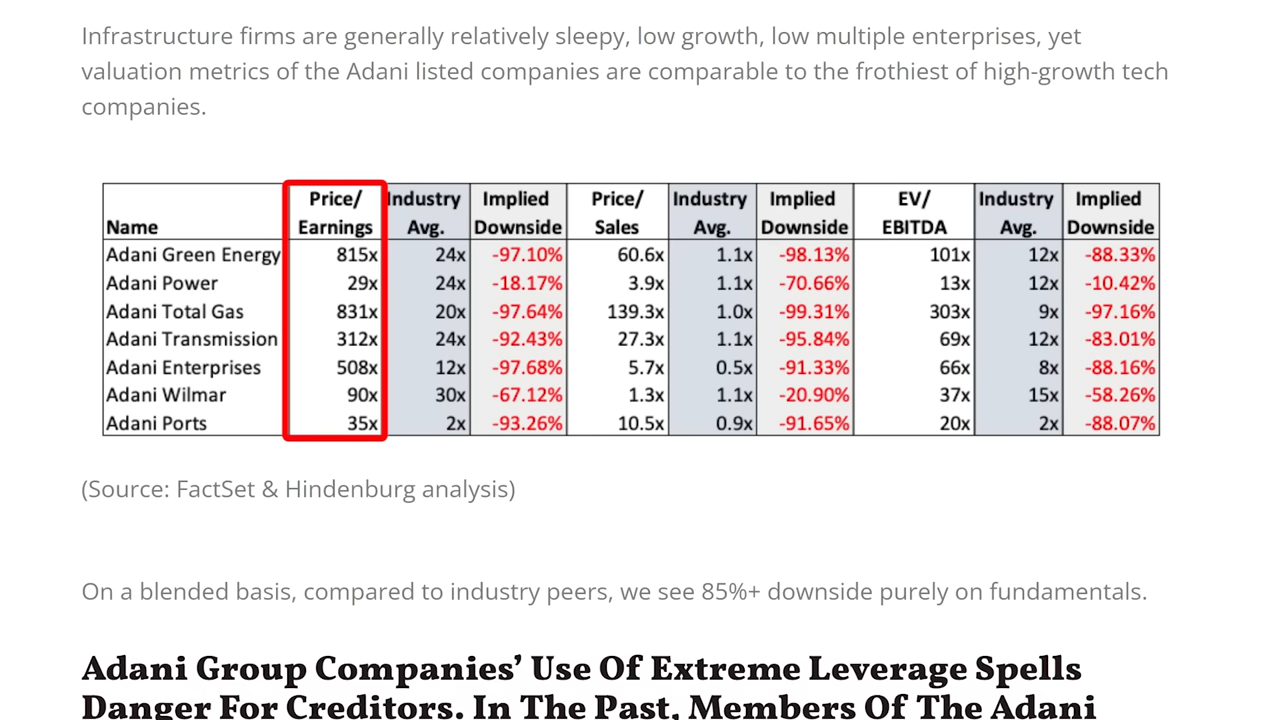 Infrastructure firms are generally relatively sleepy, low growth, low multiple enterprises, yet
valuation metrics of the Adani listed companies are comparable to the frothiest of high-growth tech
companies.
Price/ Industry Implied Price/ Industry Implied EV/ Industry Implied
Name Earnings Avg. Downside Sales Avg. Downside EBITDA Avg. Downside
Adani Green Energy 815x 24x -97.10% 60.6x 1.1x -98.13% 101x 12x -88.33%
Adani Power 29x 24x -18.17% 3.9x 1.1x -70.66% 13x 12x -10.42%
Adani Total Gas 831x 20x -97.64% 139.3x 1.0x -99.31% 303x 9x -97.16%
Adani Transmission 312x 24x -92.43% 27.3x 1.1x -95.84% 69x 12x -83.01%
Adani Enterprises 508x 12x -97.68% 5.7x 0.5x -91.33% 66x 8x -88.16%
Adani Wilmar 90x 30x -67.12% 1.3x 1.1x -20.90% 37x 15x -58.26%
Adani Ports 35x 2x -93.26% 10.5x 0.9x -91.65% 20x 2x -88.07%
(Source: FactSet & Hindenburg analysis)
On a blended basis, compared to industry peers, we see 85%+ downside purely on fundamentals.
Adani Group Companies’ Use Of Extreme Leverage Spells
Danger For Creditors. In The Past, Members Of The Adani